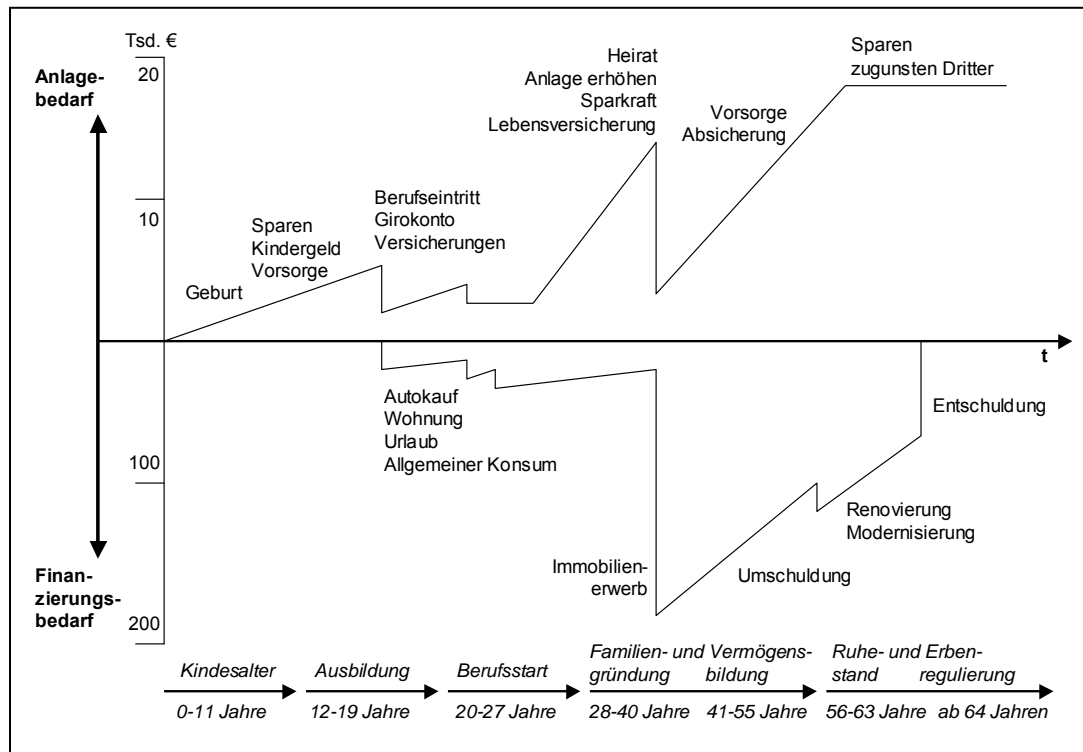 Tsd. €
20
Anlage-
bedarf
10
100
Finan-
zierungs-
bedarf
200
Geburt
Sparen
Kindergeld
Vorsorge
Berufseintritt
Girokonto
Versicherungen
Heirat
Anlage erhöhen
Sparkraft
Lebensversicherung
Vorsorge
Absicherung
Sparen
zugunsten Dritter
t
Autokauf
Wohnung
Urlaub
Allgemeiner Konsum
Immobilien-
erwerb
Umschuldung
Renovierung
Modernisierung
Entschuldung
Kindesalter
0-11 Jahre
Ausbildung
12-19 Jahre
Berufsstart
20-27 Jahre
Familien- und Vermögens-
gründung bildung
28-40 Jahre 41-55 Jahre
Ruhe- und Erben-
stand regulierung
56-63 Jahre ab 64 Jahren